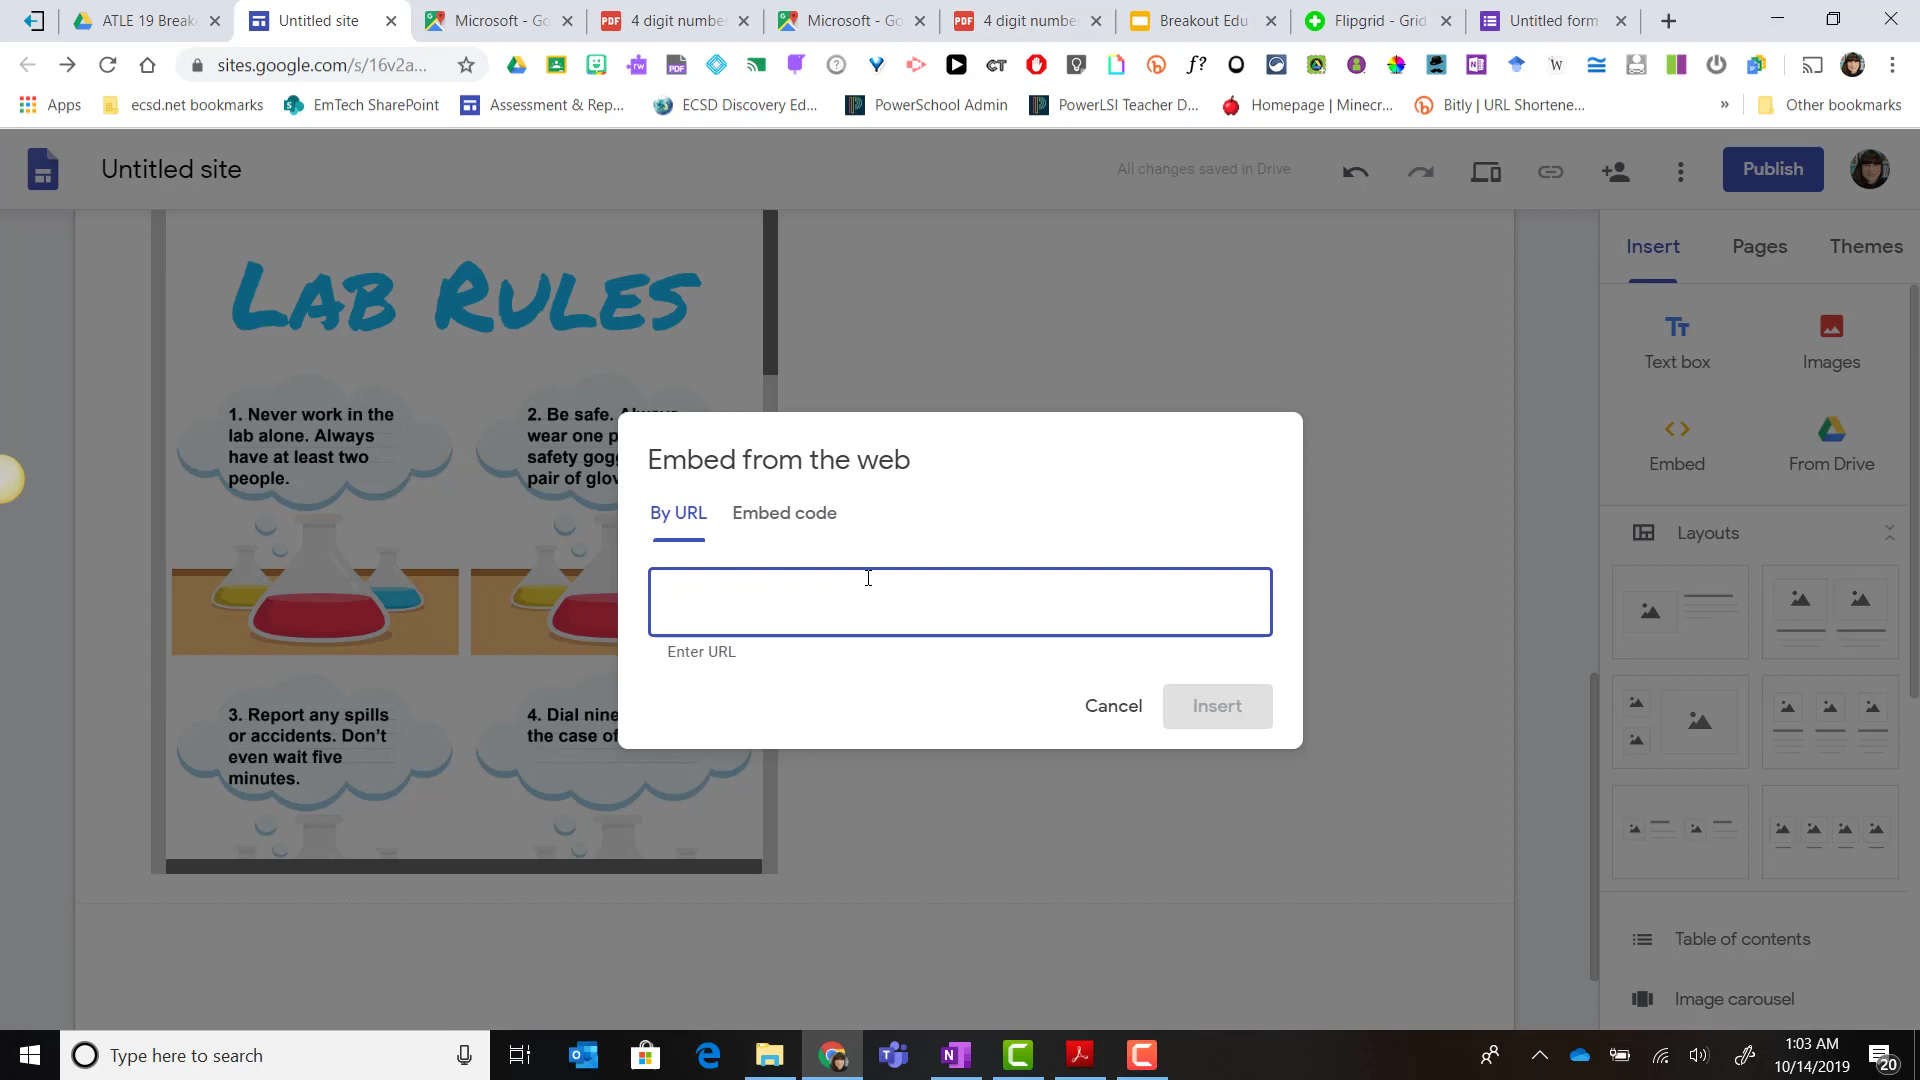 ATLE 19 Break
Untitled site
Microsoft - Go
4 digit numbe
Microsoft - Go
4 digit numbe
Breakout Edu
Flipgrid - Grid
Untitled form
sites.google.com/s/16v2a...
Apps
ecsd.net bookmarks
EmTech SharePoint
Assessment & Rep...
ECSD Discovery Ed...
PowerSchool Admin
PowerLSI Teacher D...
Homepage | Minecr...
Bitly | URL Shortene...
»
Other bookmarks
Untitled site
All changes saved in Drive
Publish
Insert
Pages
Themes
LAB RULES
Text box
Images
Embed
From Drive
1. Never work in the
lab alone. Always
have at least two
people.
2. Be safe. Always
wear one p
safety gogg
pair of glov
3. Report any spills
or accidents. Don't
even wait five
minutes.
4. Dial nine
the case of
Embed from the web
By URL
Embed code
Enter URL
Cancel
Insert
Layouts
Table of contents
Image carousel
Type here to search
1:03 AM
10/14/2019
20